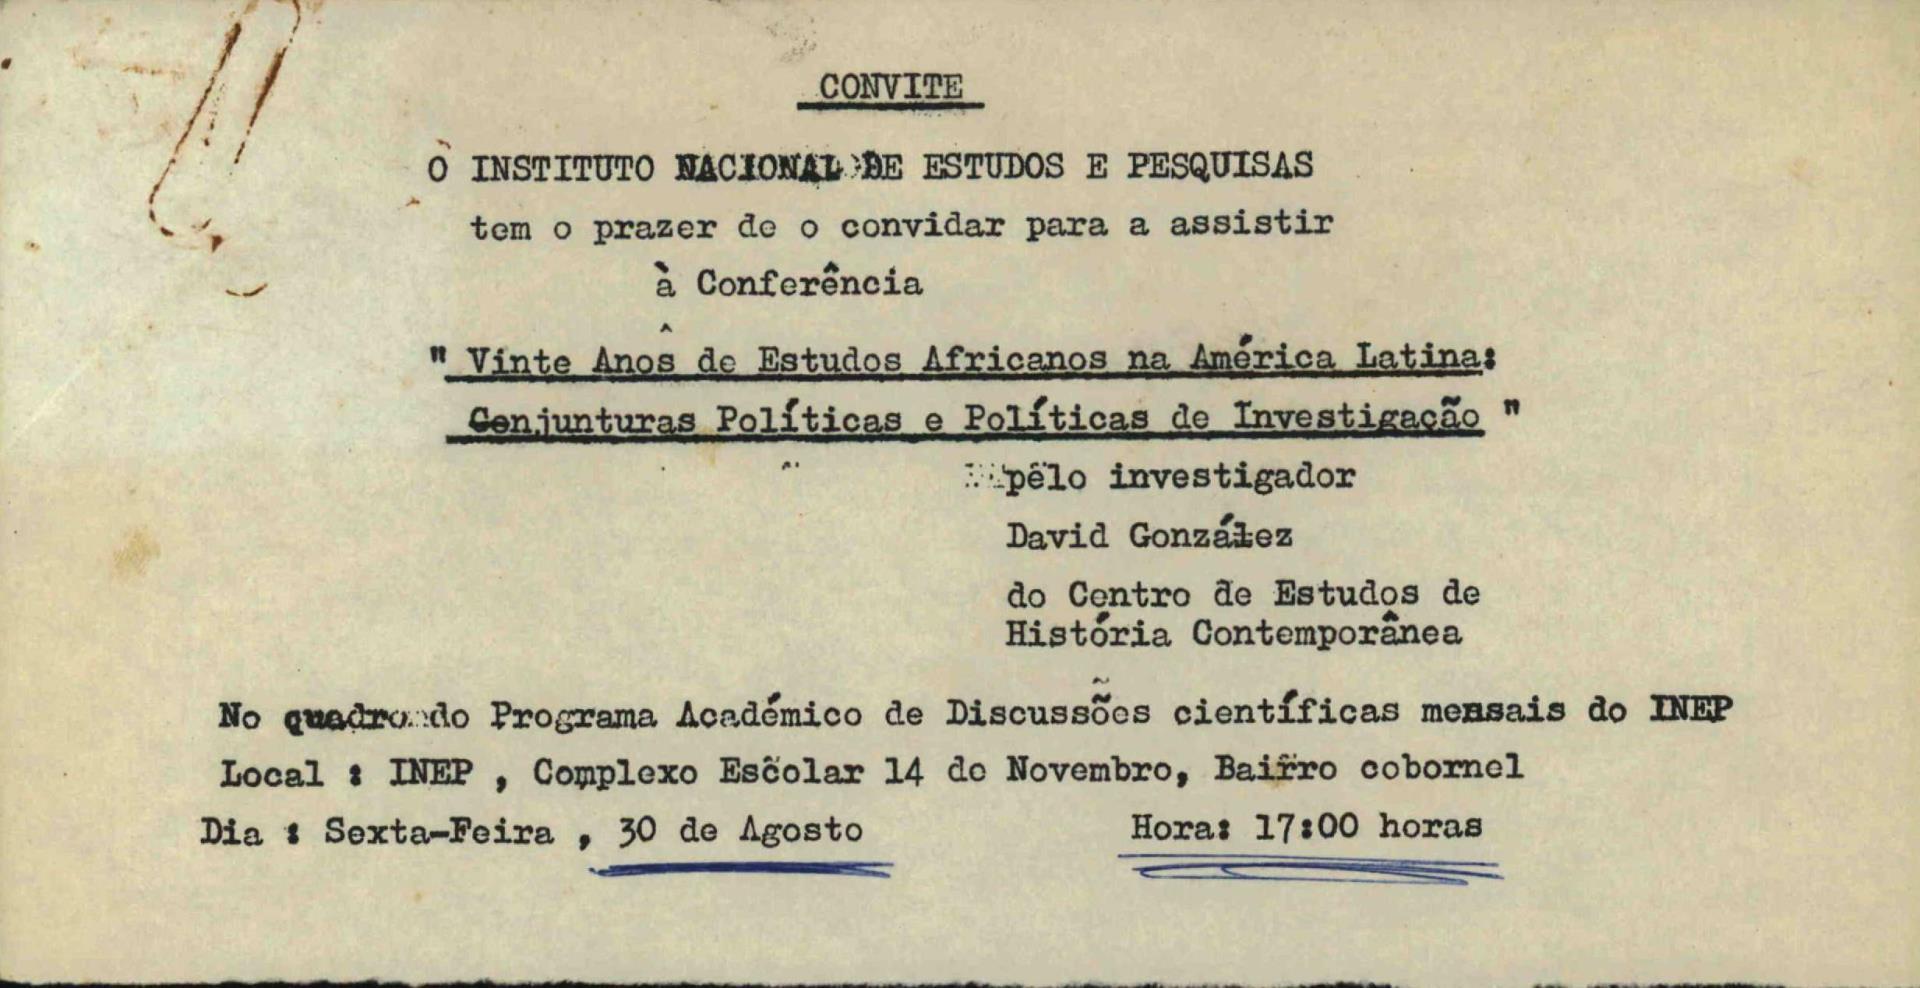 CONVITE
O INSTITUTO NACIONAL DE ESTUDOS E PESQUISAS
tem o prazer de o convidar para a assistir
à Conferência
" Vinte Anos de Estudos Africanos na América Latina:
Conjunturas Políticas e Políticas de Investigação "
pelo investigador
David González
do Centro de Estudos de
História Contemporânea
No quadro do Programa Académico de Discussões científicas mensais do INEP
Local : INEP , Complexo Escolar 14 de Novembro, Bairro cobornel
Dia : Sexta-Feira , 30 de Agosto Hora: 17:00 horas